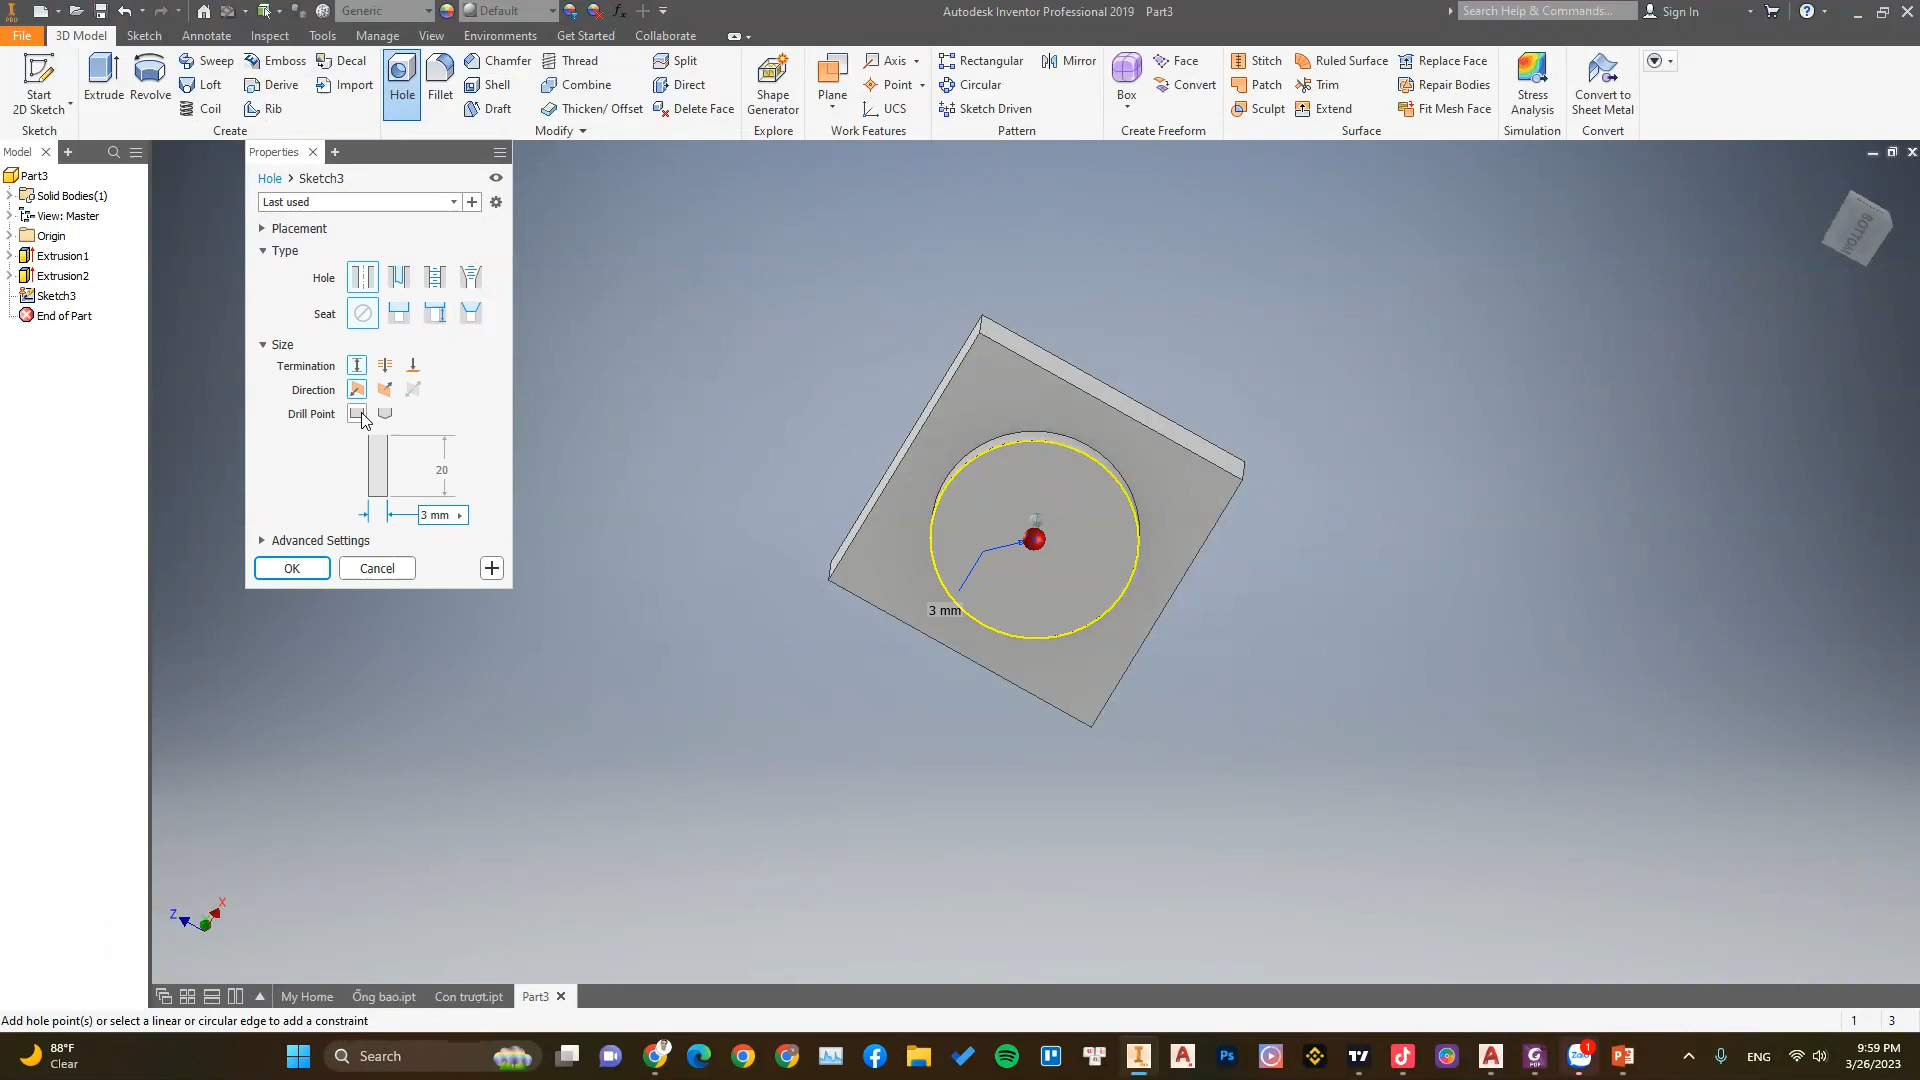 Generic
Default
Autodesk Inventor Professional 2019 Part3
Search Help & Commands...
Sign In
PRO
File 3D Model Sketch Annotate Inspect Tools Manage View Environments Get Started Collaborate
Start
2D Sketch
Extrude
Revolve
Sweep
Loft
Coil
Emboss
Derive
Rib
Decal
Import
Hole
Fillet
Chamfer
Shell
Draft
Thread
Combine
Thicken/ Offset
Split
Direct
Delete Face
Shape
Generator
Plane
Axis
Point
UCS
Rectangular
Circular
Sketch Driven
Mirror
Box
Face
Convert
Stitch
Patch
Sculpt
Ruled Surface
Trim
Extend
Replace Face
Repair Bodies
Fit Mesh Face
Stress
Analysis
Convert to
Sheet Metal
Sketch Create Modify Explore Work Features Pattern Create Freeform Surface Simulation Convert
Model
Part3
Solid Bodies(1)
View: Master
Origin
Extrusion1
Extrusion2
Sketch3
End of Part
Properties
Hole > Sketch3
Last used
Placement
Type
Hole
Seat
Size
Termination
Direction
Drill Point
20
3 mm
Advanced Settings
OK Cancel
3 mm
BOTTOM
Z X
My Home Ống bao.ipt Con trượt.ipt Part3
Add hole point(s) or select a linear or circular edge to add a constraint
1 3
88°F
Clear
Search
Ps
Zalo
1
ENG
9:59 PM
3/26/2023